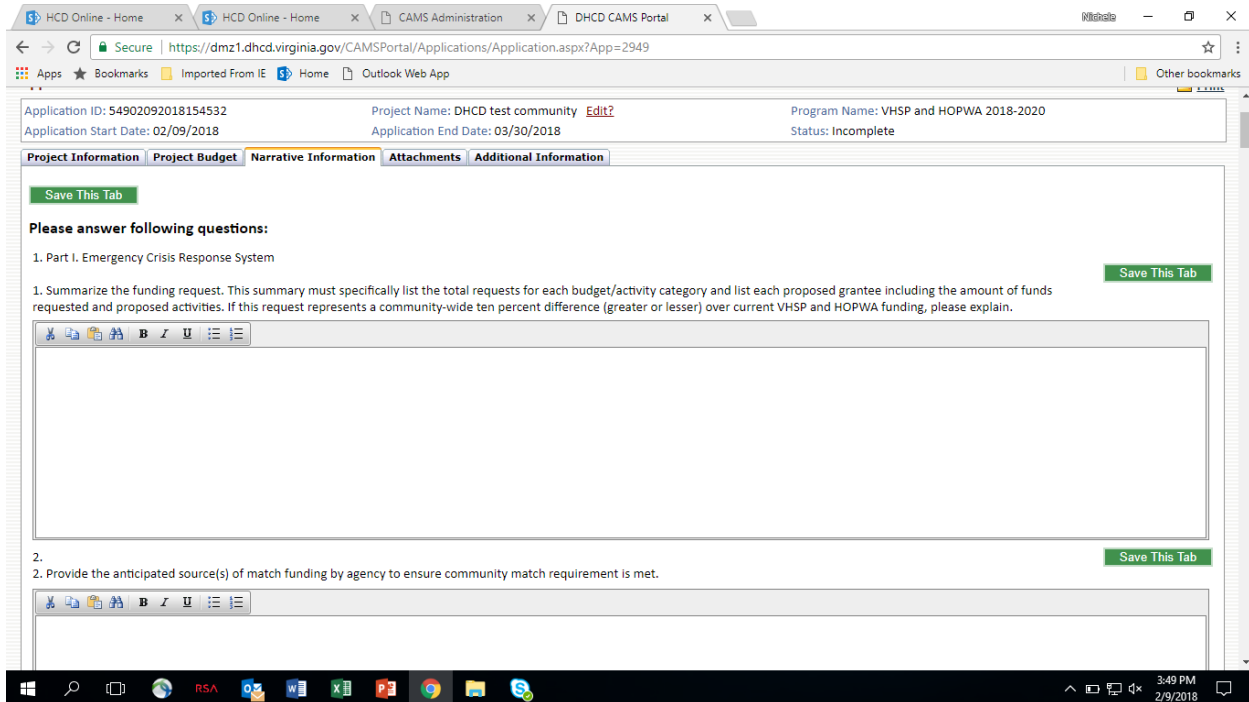 HCD Online - Home
HCD Online - Home
CAMS Administration
DHCD CAMS Portal
Nichele
Secure | https://dmz1.dhcd.virginia.gov/CAMSPortal/Applications/Application.aspx?App=2949
Apps Bookmarks Imported From IE Home Outlook Web App Other bookmarks
Print
Application ID: 54902092018154532 Project Name: DHCD test community Edit? Program Name: VHSP and HOPWA 2018-2020
Application Start Date: 02/09/2018 Application End Date: 03/30/2018 Status: Incomplete
Project Information Project Budget Narrative Information Attachments Additional Information
Save This Tab
Please answer following questions:
1. Part I. Emergency Crisis Response System
Save This Tab
1. Summarize the funding request. This summary must specifically list the total requests for each budget/activity category and list each proposed grantee including the amount of funds
requested and proposed activities. If this request represents a community-wide ten percent difference (greater or lesser) over current VHSP and HOPWA funding, please explain.
B I U
2.
Save This Tab
2. Provide the anticipated source(s) of match funding by agency to ensure community match requirement is met.
B I U
RSA
3:49 PM
2/9/2018